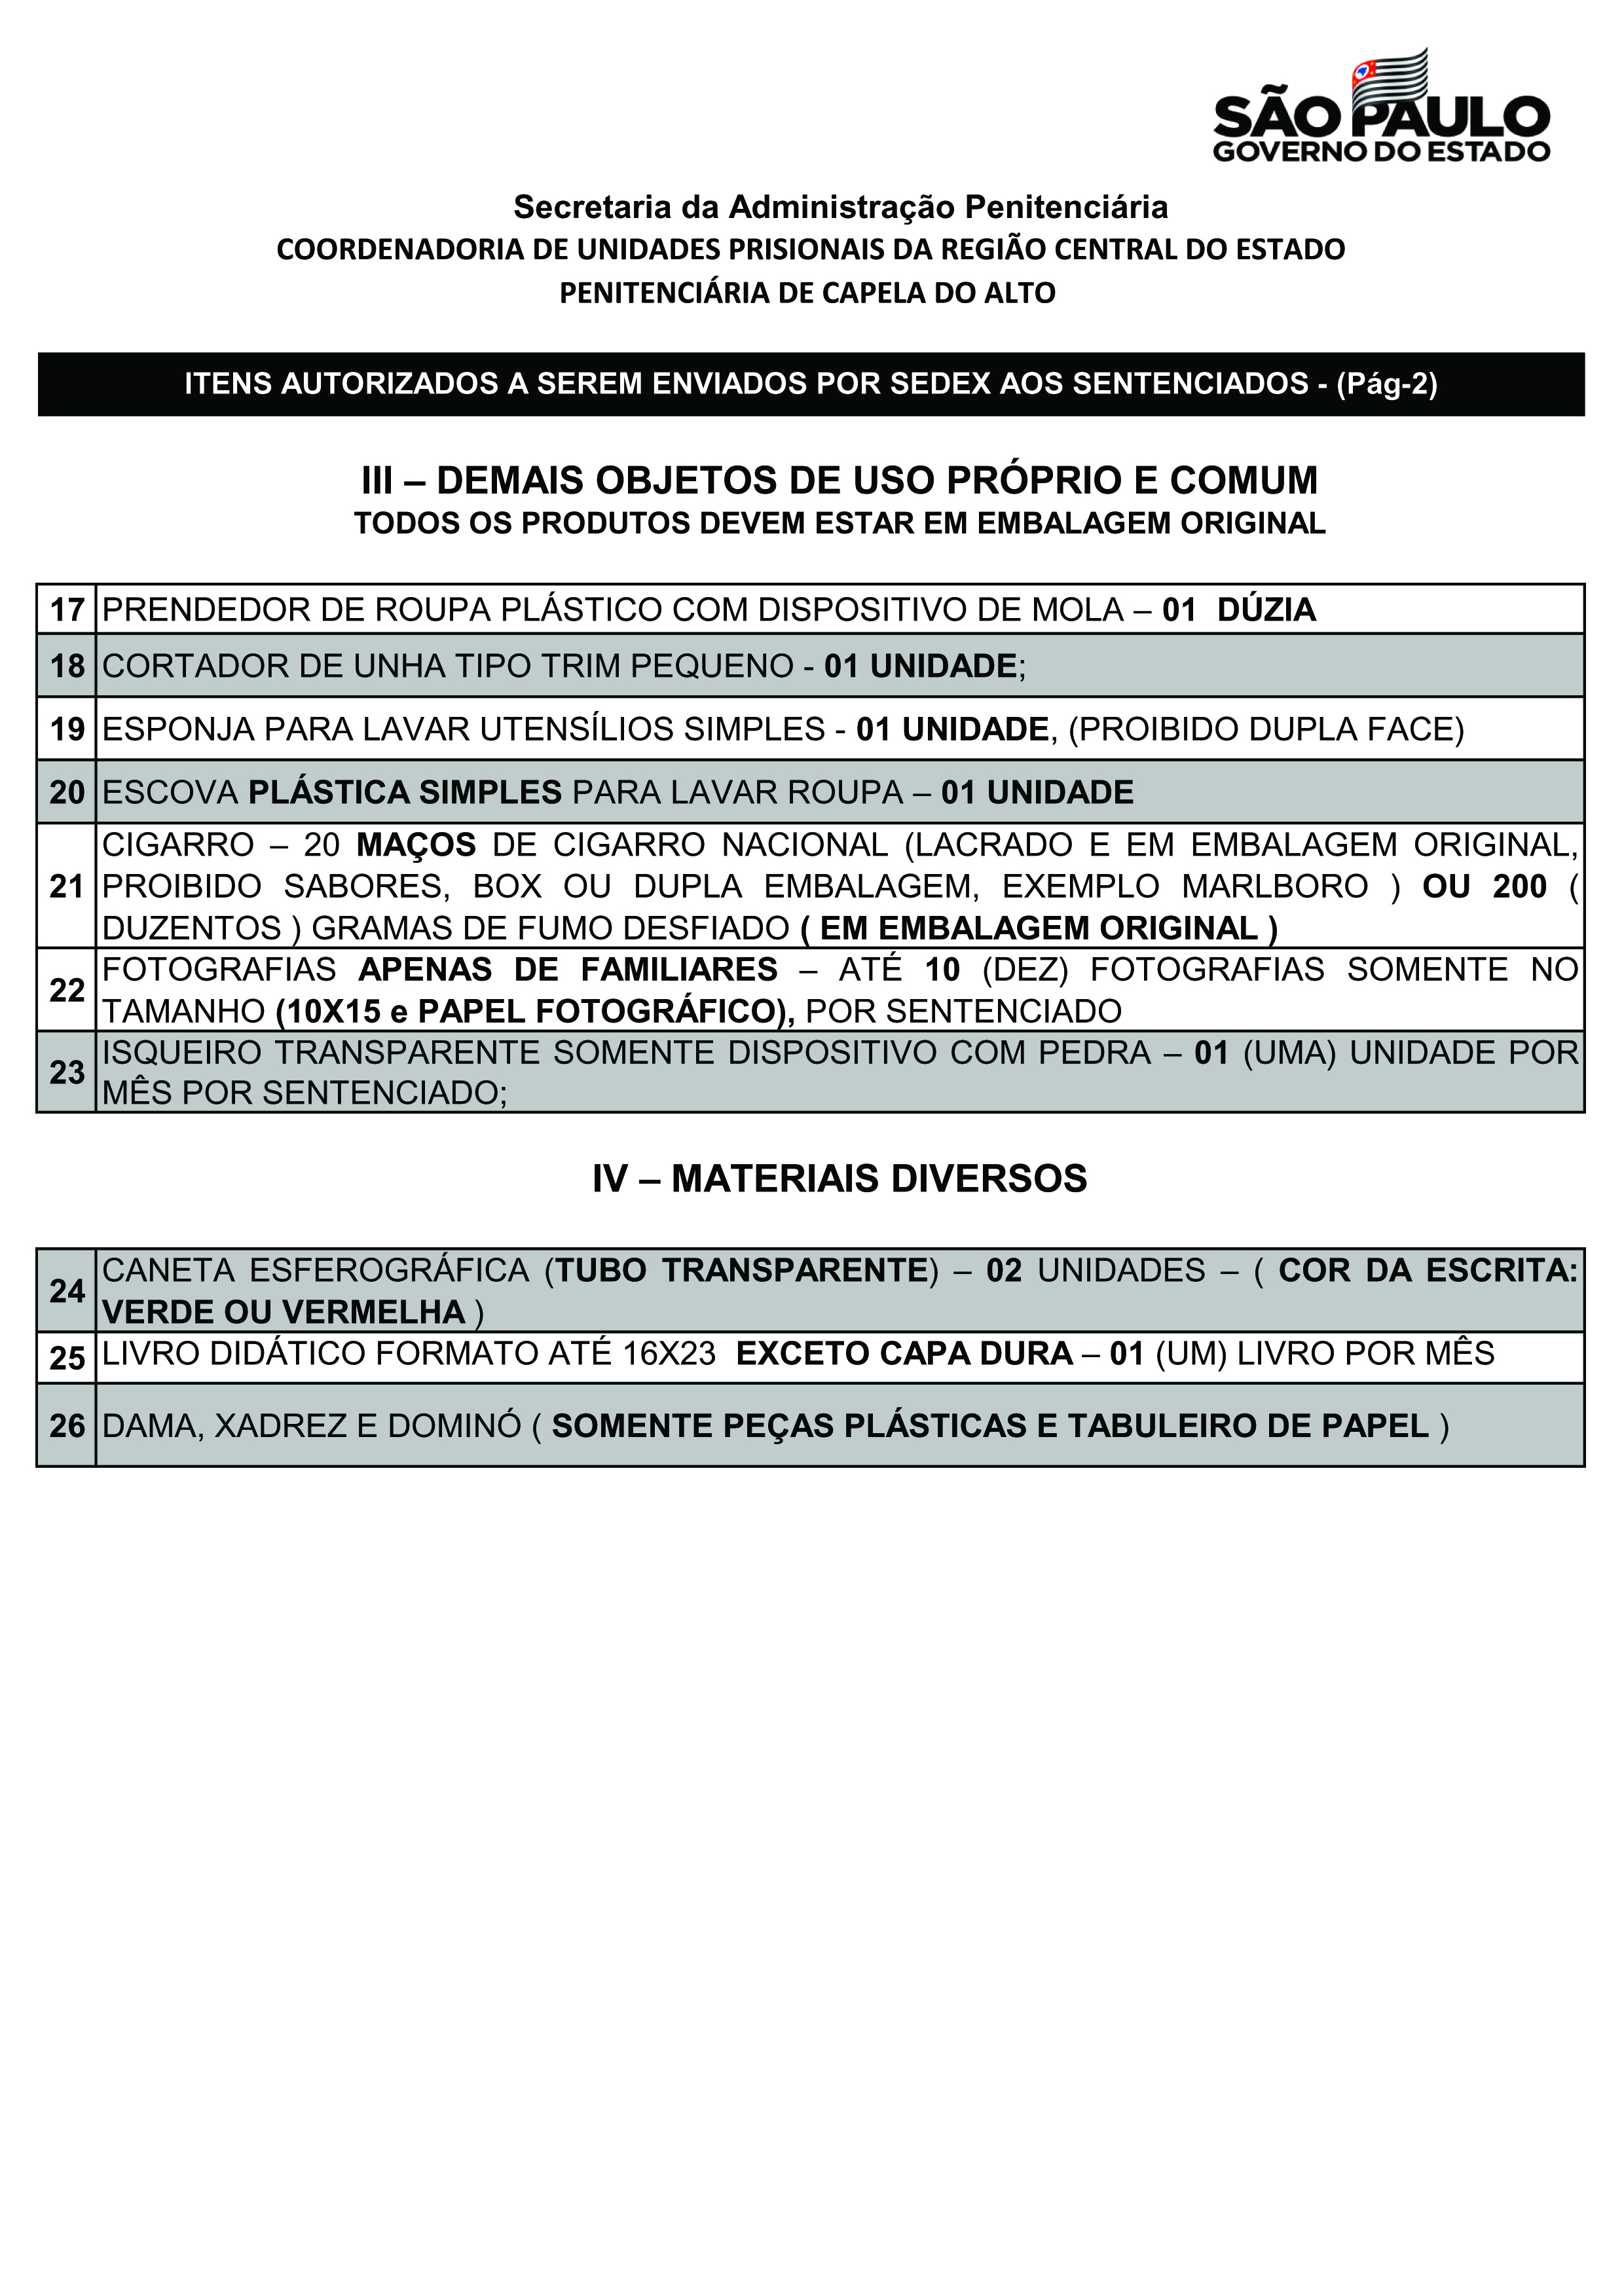 SÃO PAULO
GOVERNO DO ESTADO
Secretaria da Administração Penitenciária
COORDENADORIA DE UNIDADES PRISIONAIS DA REGIÃO CENTRAL DO ESTADO
PENITENCIÁRIA DE CAPELA DO ALTO
ITENS AUTORIZADOS A SEREM ENVIADOS POR SEDEX AOS SENTENCIADOS - (Pág-2)
III – DEMAIS OBJETOS DE USO PRÓPRIO E COMUM
TODOS OS PRODUTOS DEVEM ESTAR EM EMBALAGEM ORIGINAL
17 PRENDEDOR DE ROUPA PLÁSTICO COM DISPOSITIVO DE MOLA – 01 DÚZIA
18 CORTADOR DE UNHA TIPO TRIM PEQUENO - 01 UNIDADE;
19 ESPONJA PARA LAVAR UTENSÍLIOS SIMPLES - 01 UNIDADE, (PROIBIDO DUPLA FACE)
20 ESCOVA PLÁSTICA SIMPLES PARA LAVAR ROUPA – 01 UNIDADE
CIGARRO – 20 MAÇOS DE CIGARRO NACIONAL (LACRADO E EM EMBALAGEM ORIGINAL,
21 PROIBIDO SABORES, BOX OU DUPLA EMBALAGEM, EXEMPLO MARLBORO ) OU 200 (
DUZENTOS ) GRAMAS DE FUMO DESFIADO ( EM EMBALAGEM ORIGINAL )
22 FOTOGRAFIAS APENAS DE FAMILIARES – ATÉ 10 (DEZ) FOTOGRAFIAS SOMENTE NO
TAMANHO (10X15 e PAPEL FOTOGRÁFICO), POR SENTENCIADO
23 ISQUEIRO TRANSPARENTE SOMENTE DISPOSITIVO COM PEDRA – 01 (UMA) UNIDADE POR
MÊS POR SENTENCIADO;
IV – MATERIAIS DIVERSOS
24 CANETA ESFEROGRÁFICA (TUBO TRANSPARENTE) – 02 UNIDADES – ( COR DA ESCRITA:
VERDE OU VERMELHA )
25 LIVRO DIDÁTICO FORMATO ATÉ 16X23 EXCETO CAPA DURA – 01 (UM) LIVRO POR MÊS
26 DAMA, XADREZ E DOMINÓ ( SOMENTE PEÇAS PLÁSTICAS E TABULEIRO DE PAPEL )